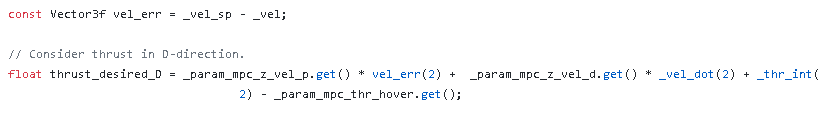 const Vector3f vel_err = _vel_sp - _vel;
// Consider thrust in D-direction.
float thrust_desired_D = _param_mpc_z_vel_p.get() * vel_err(2) +  _param_mpc_z_vel_d.get() * _vel_dot(2) + _thr_int(
2) - _param_mpc_thr_hover.get();